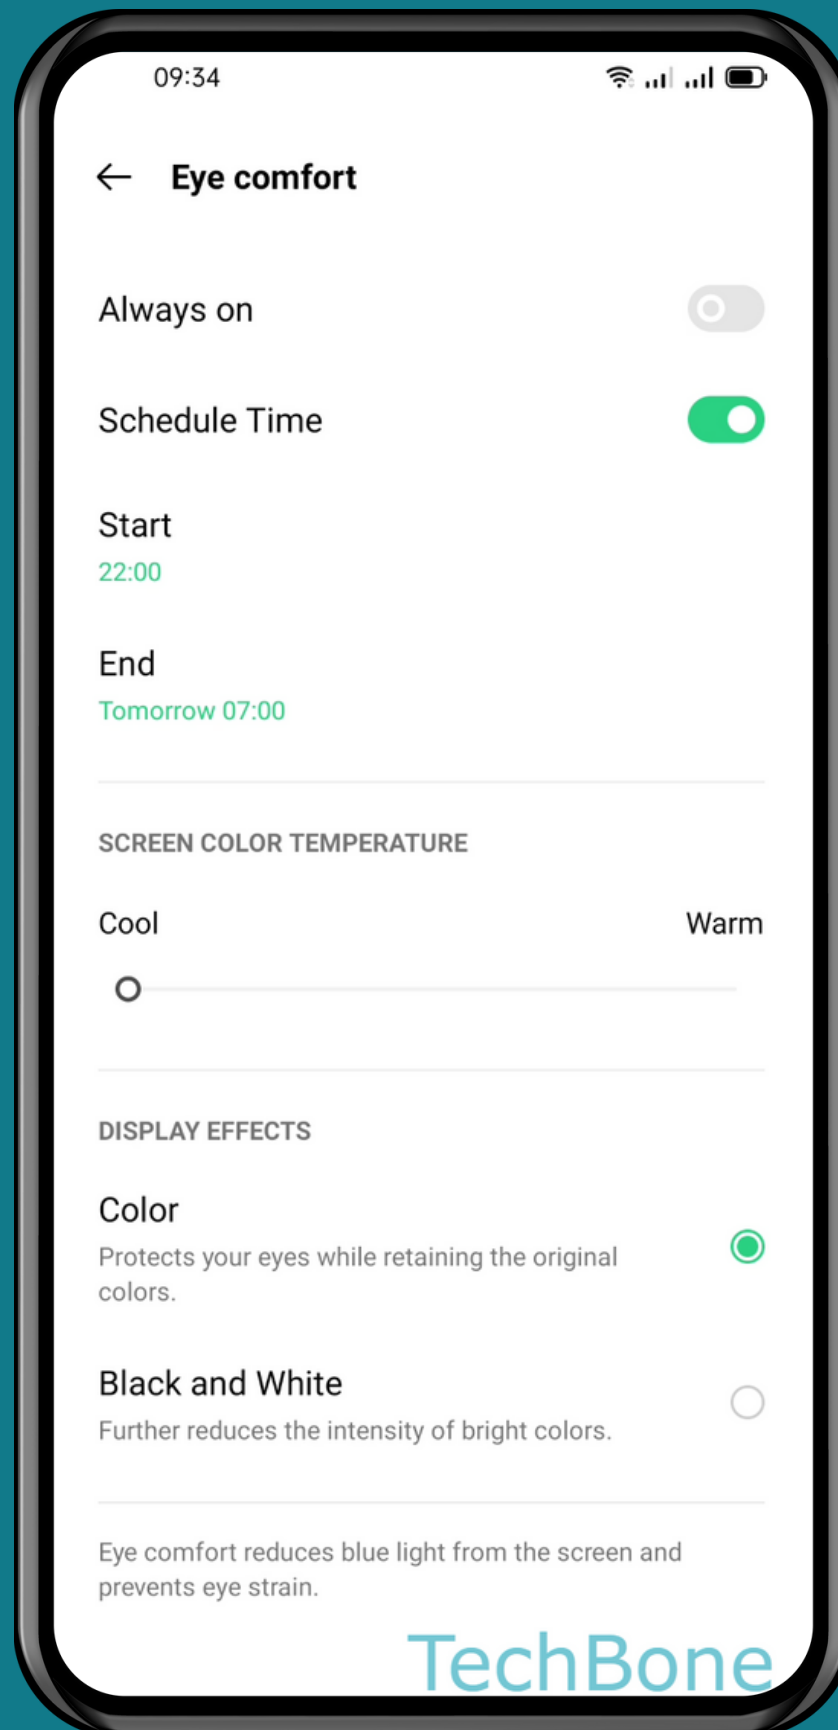 09:34
Eye comfort
Always on
Schedule Time
Start
22:00
End
Tomorrow 07:00
SCREEN COLOR TEMPERATURE
Cool Warm
DISPLAY EFFECTS
Color
Protects your eyes while retaining the original
colors.
Black and White
Further reduces the intensity of bright colors.
Eye comfort reduces blue light from the screen and
prevents eye strain.
TechBone